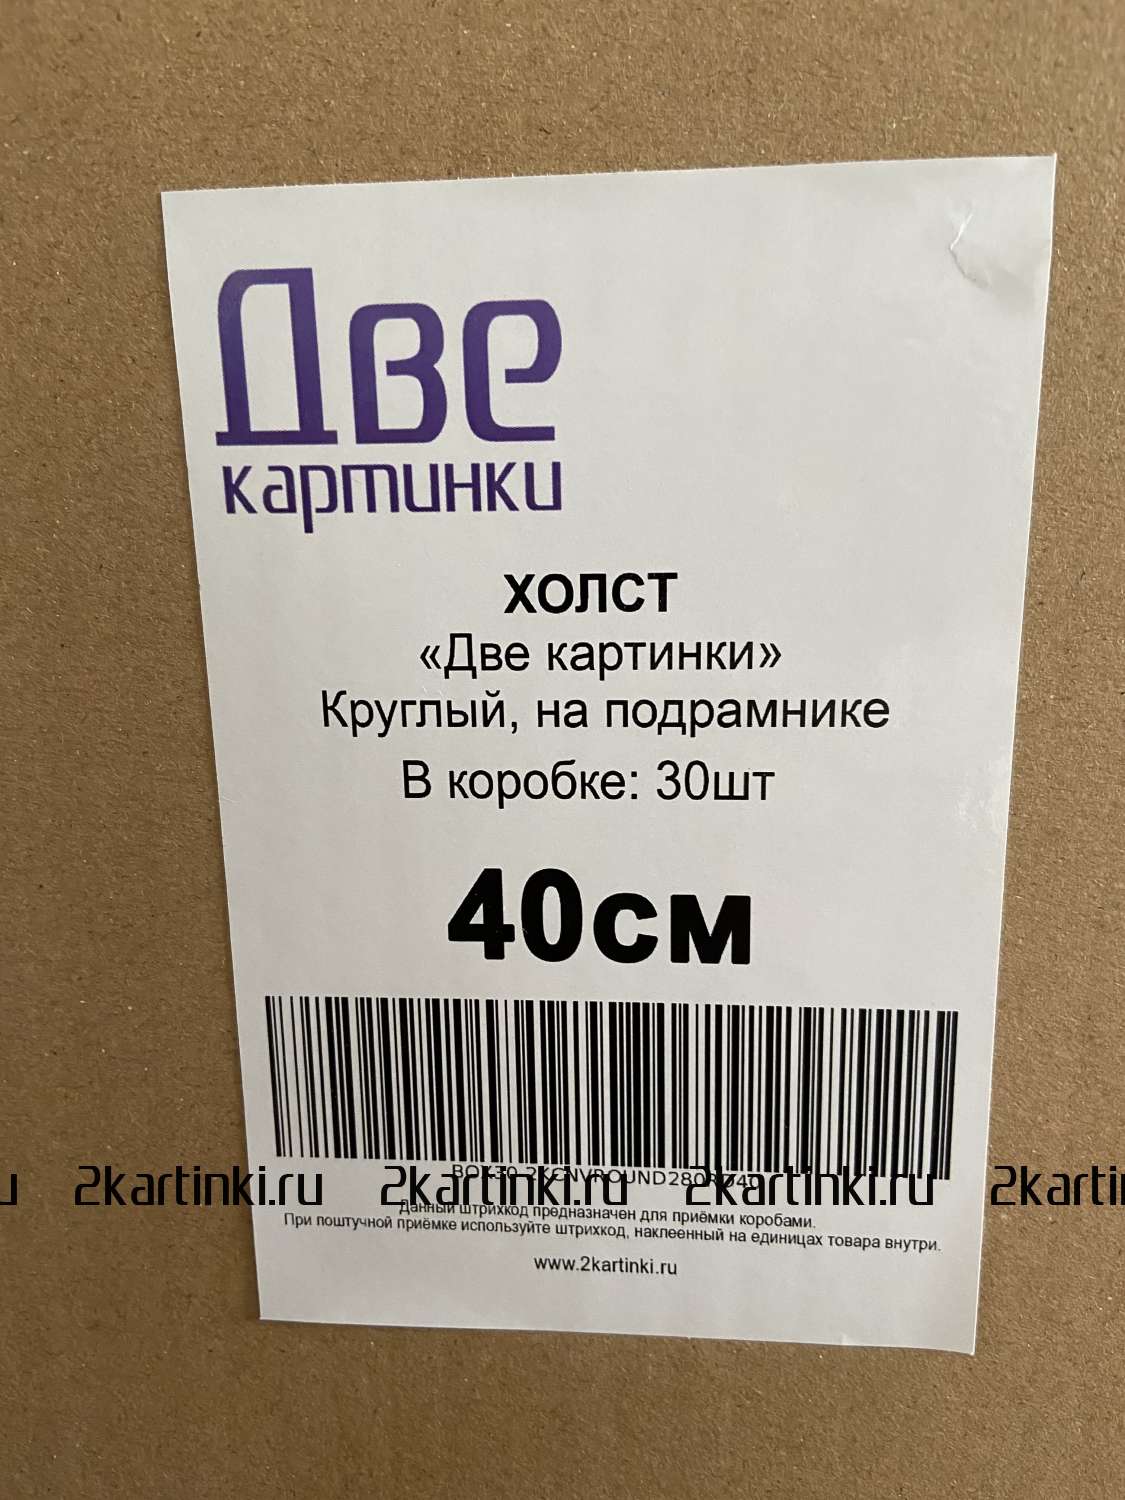 Две
картинки
ХОЛСТ
«Две картинки»
Круглый, на подрамнике
В коробке: 30шт
40см
2kartinki.ru 2kartinki.ru 2kartinki.ru
Данный штрихкод предназначен для приёмки коробами.
При поштучной приёмке используйте штрихкод, наклеенный на единицах товара внутри.
www.2kartinki.ru